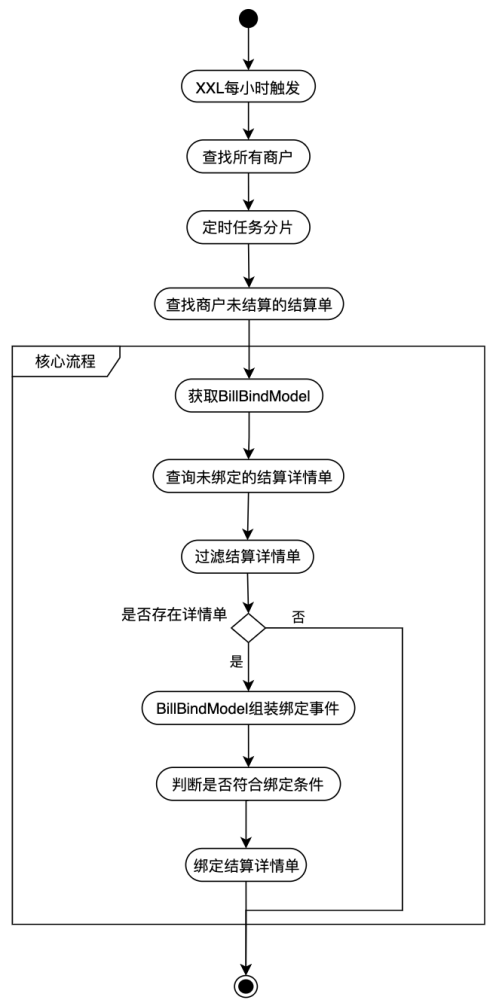 XXL每小时触发
查找所有商户
定时任务分片
查找商户未结算的结算单
核心流程
获取BillBindModel
查询未绑定的结算详情单
过滤结算详情单
是否存在详情单
否
是
BillBindModel组装绑定事件
判断是否符合绑定条件
绑定结算详情单